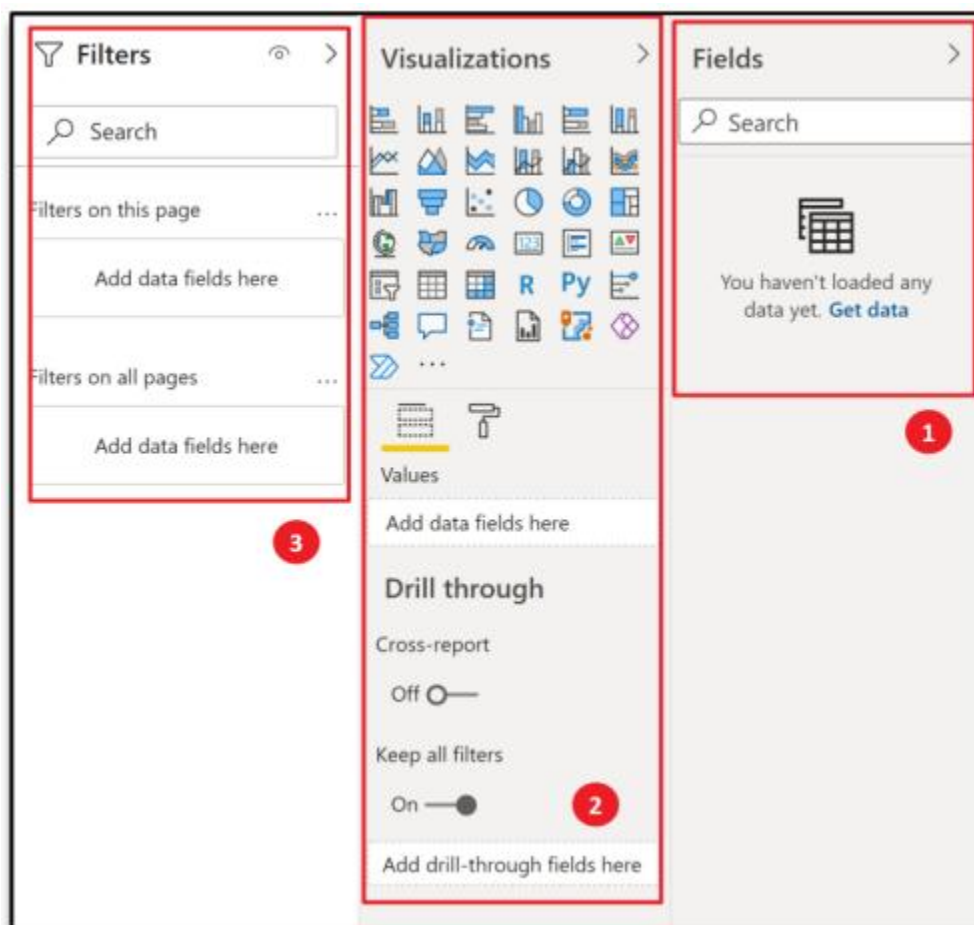 Filters
Search
Filters on this page
...
Add data fields here
Filters on all pages
...
Add data fields here
3
Visualizations
123
R
Py
...
Values
Add data fields here
Drill through
Cross-report
Off
Keep all filters
On
2
Add drill-through fields here
Fields
Search
You haven't loaded any
data yet. Get data
1